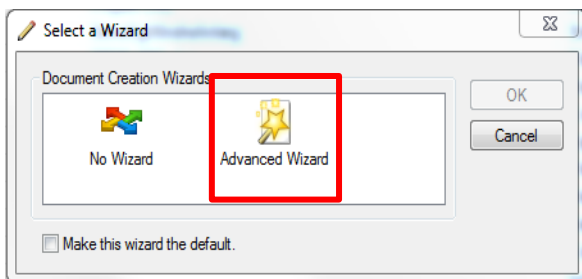 Select a Wizard
Document Creation Wizards
OK
Cancel
No Wizard
Advanced Wizard
Make this wizard the default.